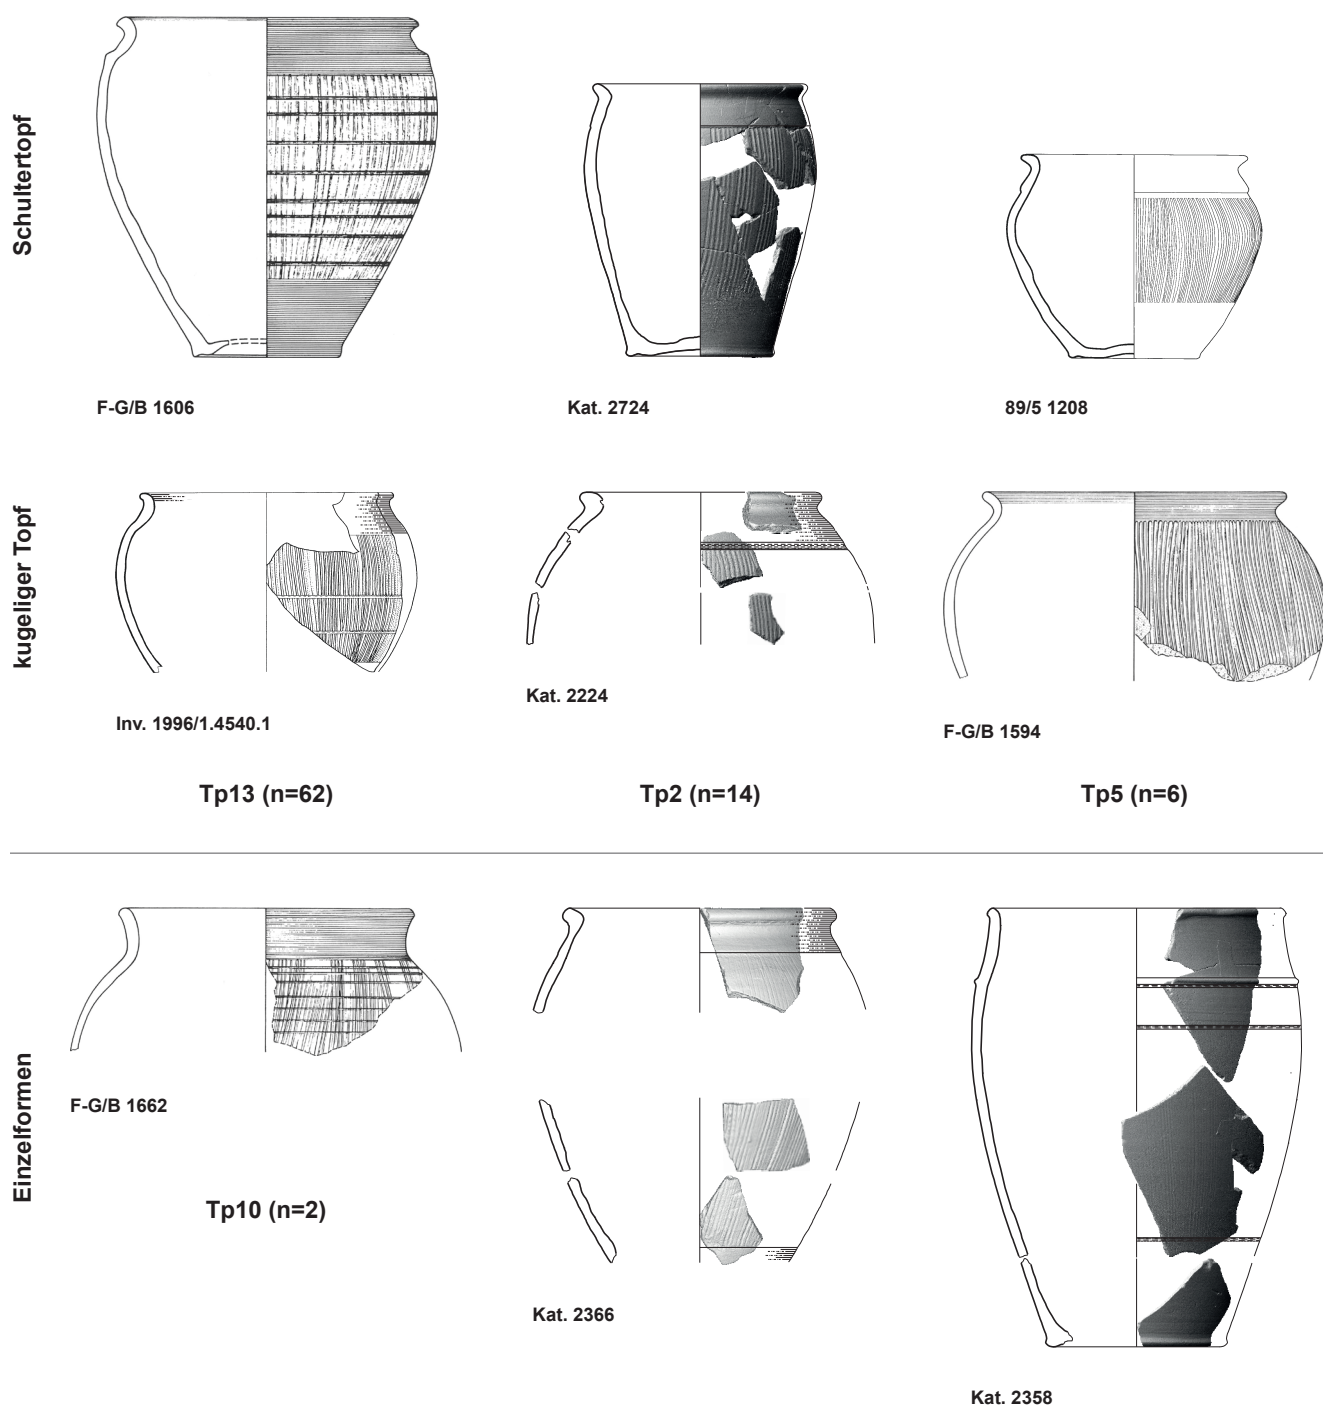 Schultertopf
F-G/B 1606
Kat. 2724
89/5 1208
kugeliger Topf
Inv. 1996/1.4540.1
Kat. 2224
F-G/B 1594
Tp13 (n=62)
Tp2 (n=14)
Tp5 (n=6)
Einzelformen
F-G/B 1662
Tp10 (n=2)
Kat. 2366
Kat. 2358